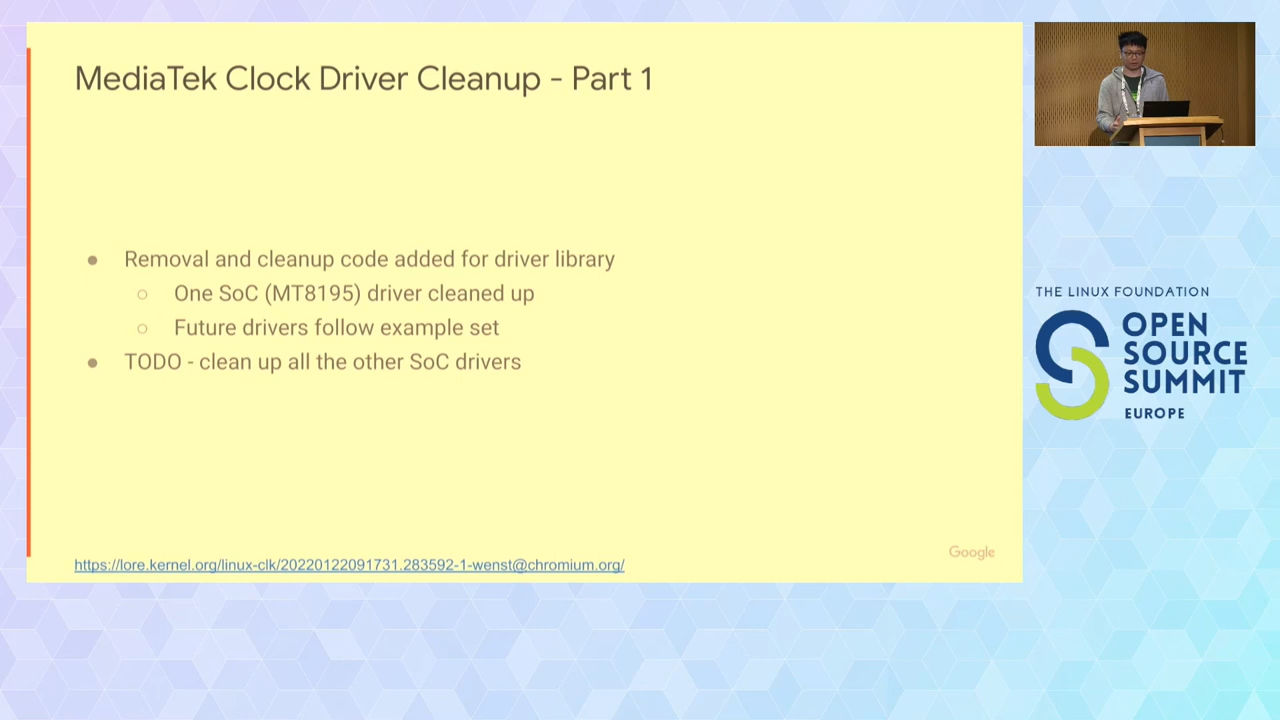 MediaTek Clock Driver Cleanup - Part 1
● Removal and cleanup code added for driver library
○ One SoC (MT8195) driver cleaned up
○ Future drivers follow example set
● TODO - clean up all the other SoC drivers
https://lore.kernel.org/linux-clk/20220122091731.283592-1-wenst@chromium.org/
Google
THE LINUX FOUNDATION
OPEN
SOURCE
SUMMIT
EUROPE